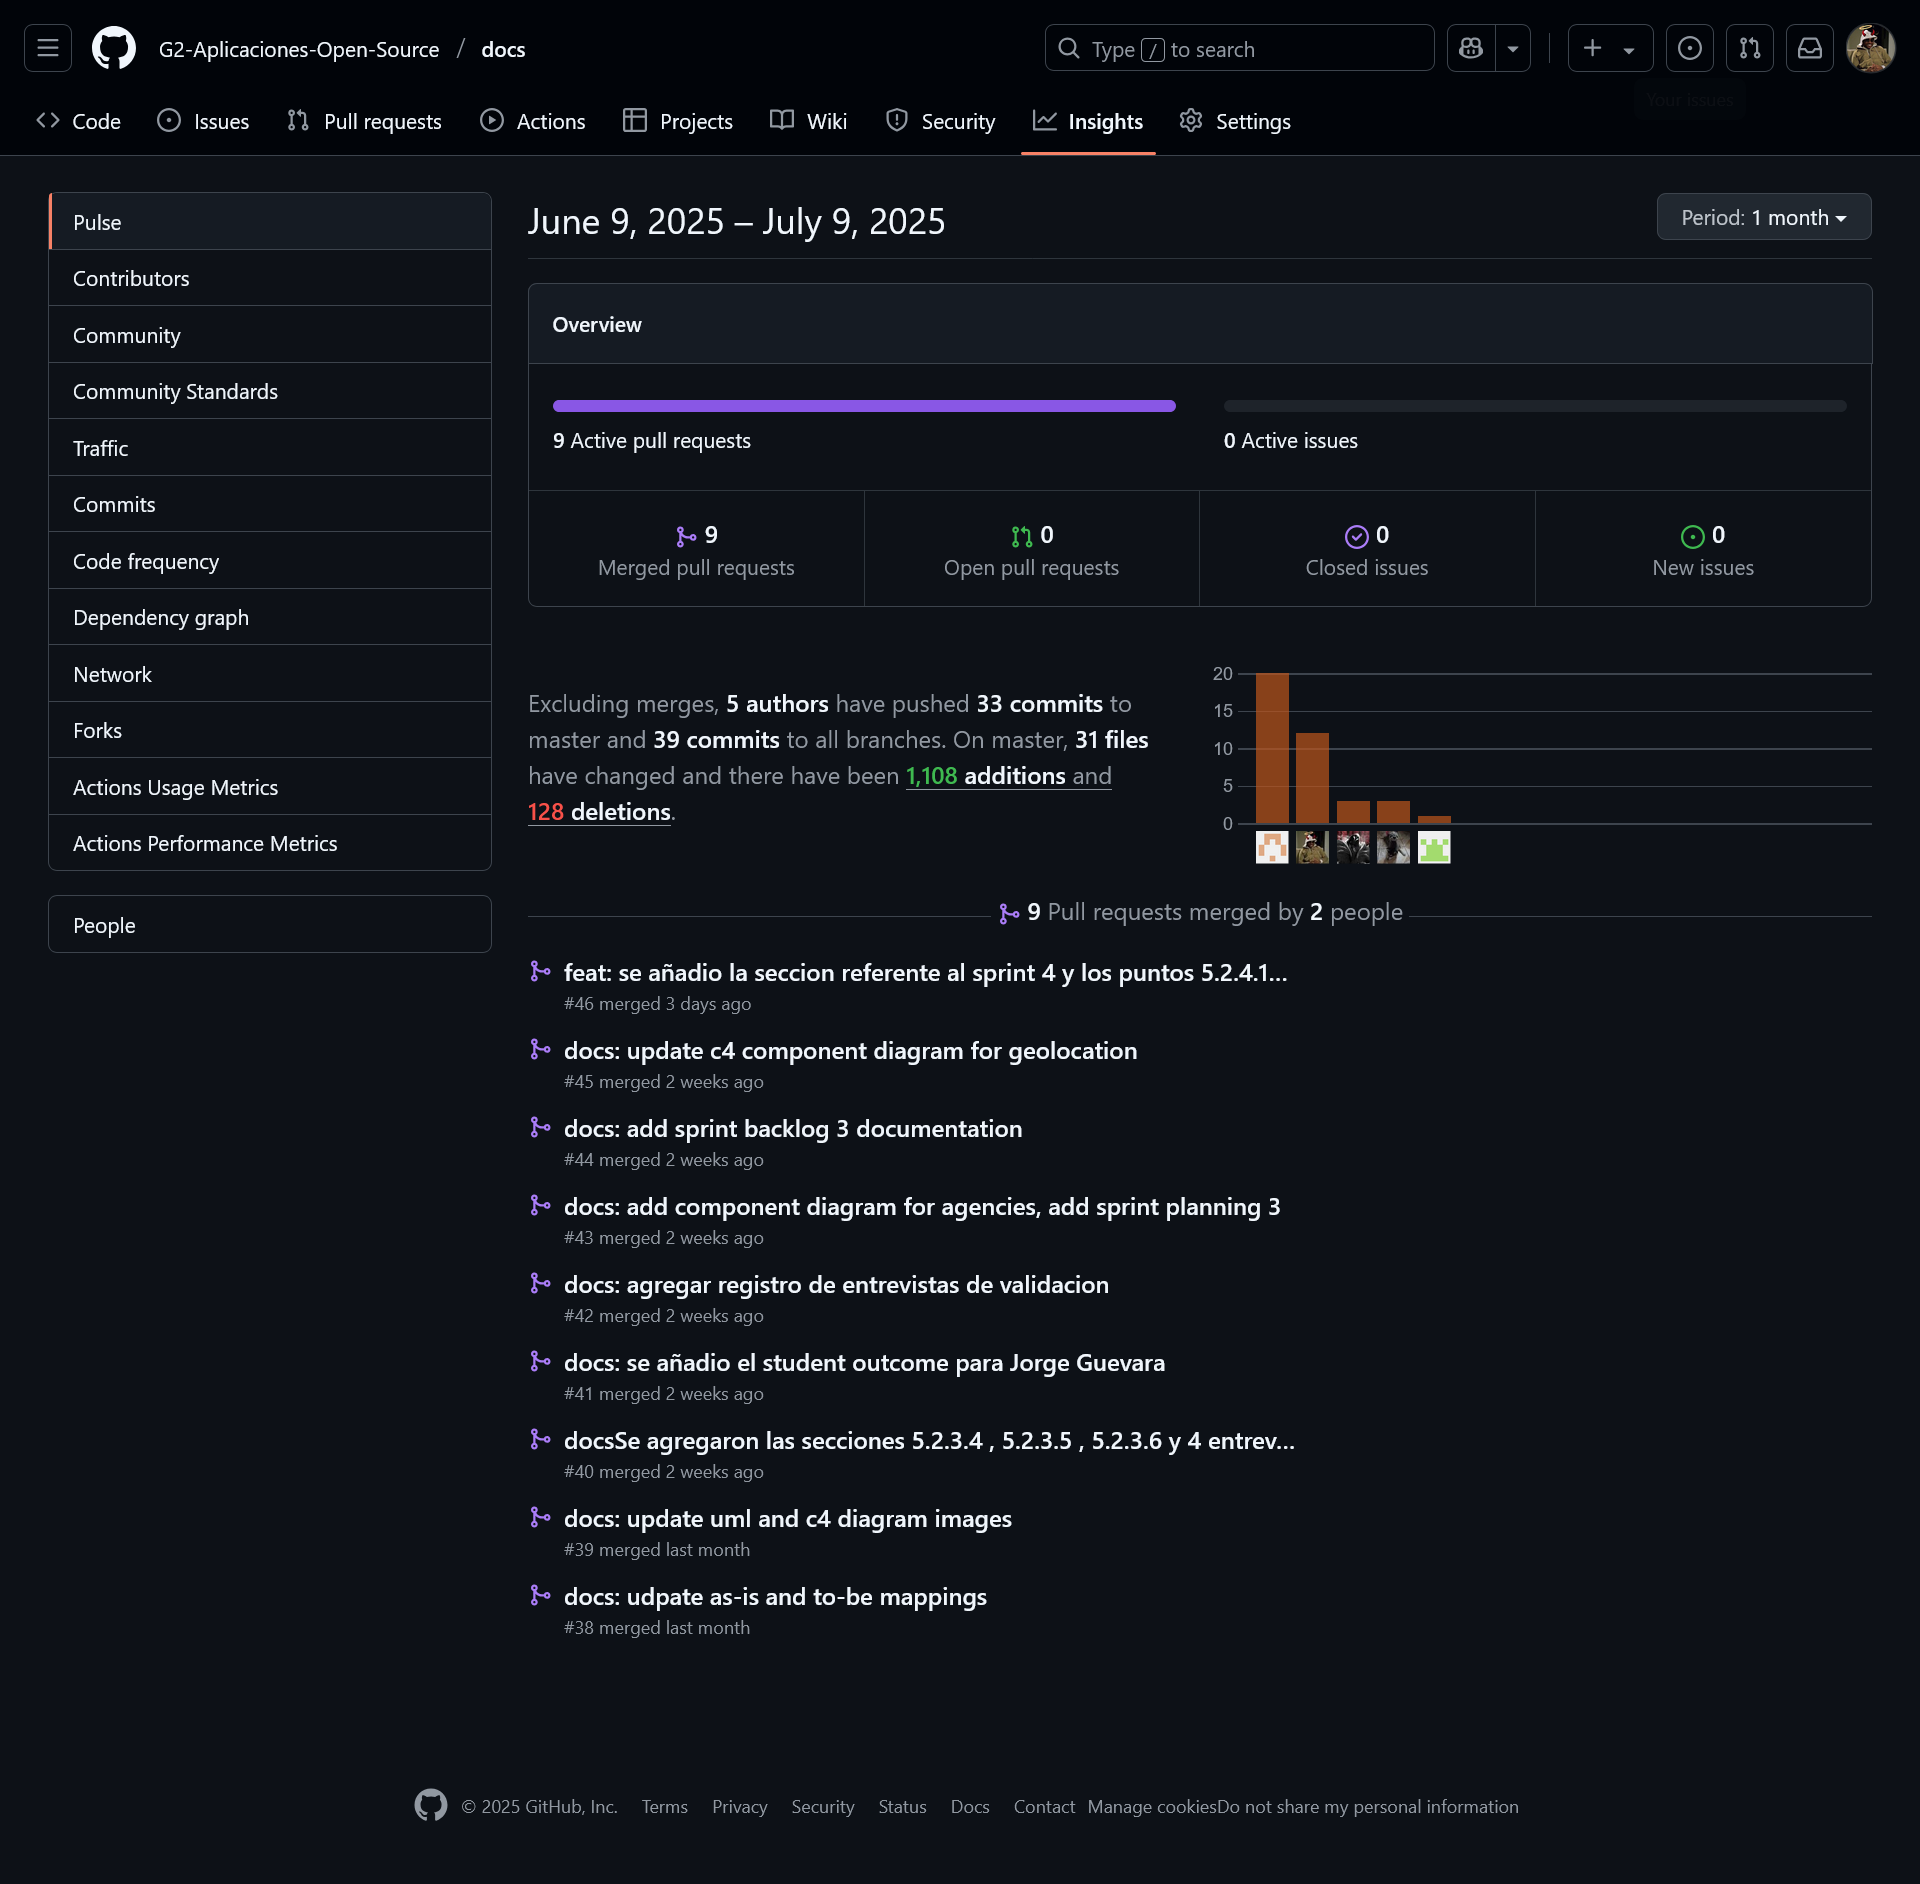 G2-Aplicaciones-Open-Source / docs
Type / to search
Code
Issues
Pull requests
Actions
Projects
Wiki
Security
Insights
Settings
Your issues
Pulse
Contributors
Community
Community Standards
Traffic
Commits
Code frequency
Dependency graph
Network
Forks
Actions Usage Metrics
Actions Performance Metrics
People
June 9, 2025 – July 9, 2025
Period: 1 month
Overview
9 Active pull requests
0 Active issues
9
Merged pull requests
0
Open pull requests
0
Closed issues
0
New issues
Excluding merges, 5 authors have pushed 33 commits to
master and 39 commits to all branches. On master, 31 files
have changed and there have been 1,108 additions and
128 deletions.
20
15
10
5
0
9 Pull requests merged by 2 people
feat: se añadio la seccion referente al sprint 4 y los puntos 5.2.4.1…
#46 merged 3 days ago
docs: update c4 component diagram for geolocation
#45 merged 2 weeks ago
docs: add sprint backlog 3 documentation
#44 merged 2 weeks ago
docs: add component diagram for agencies, add sprint planning 3
#43 merged 2 weeks ago
docs: agregar registro de entrevistas de validacion
#42 merged 2 weeks ago
docs: se añadio el student outcome para Jorge Guevara
#41 merged 2 weeks ago
docsSe agregaron las secciones 5.2.3.4 , 5.2.3.5 , 5.2.3.6 y 4 entrev…
#40 merged 2 weeks ago
docs: update uml and c4 diagram images
#39 merged last month
docs: udpate as-is and to-be mappings
#38 merged last month
© 2025 GitHub, Inc. Terms Privacy Security Status Docs Contact Manage cookies Do not share my personal information